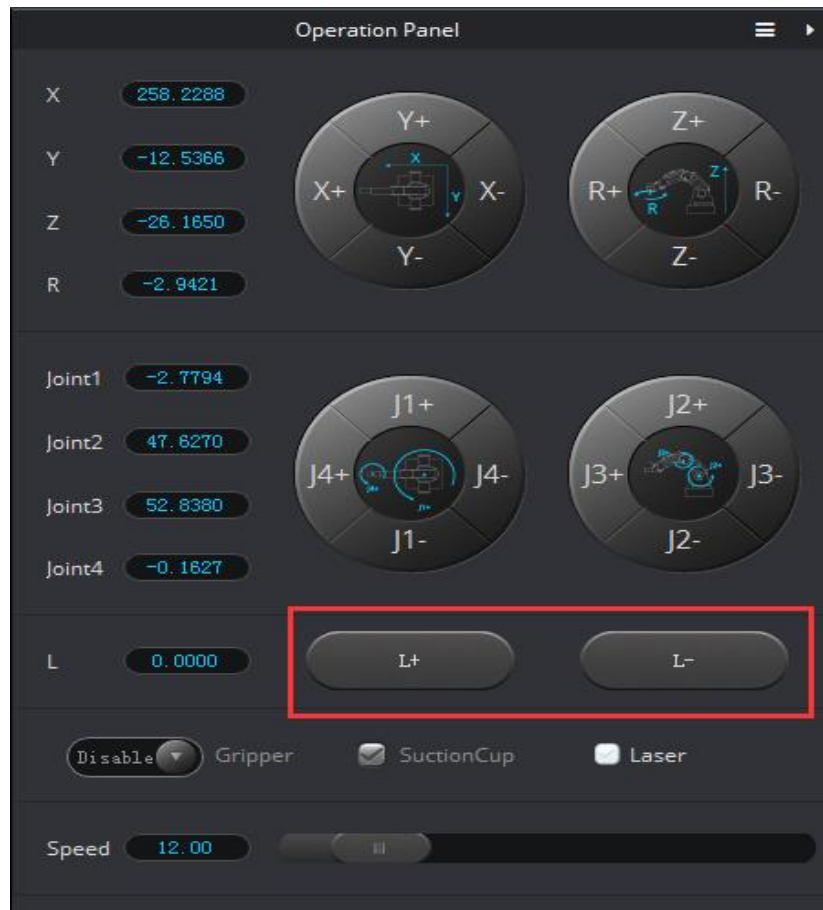 Operation Panel
X 258.2288
Y -12.5366
Z -26.1650
R -2.9421
Y+
X+ X-
Y-
X
Y
Z+
R+ R-
Z-
Z
R
Joint1 -2.7794
Joint2 47.6270
Joint3 52.8380
Joint4 -0.1627
J1+
J4+ J4-
J1-
J2+
J3+ J3-
J2-
L 0.0000 L+ L-
Disable Gripper SuctionCup Laser
Speed 12.00